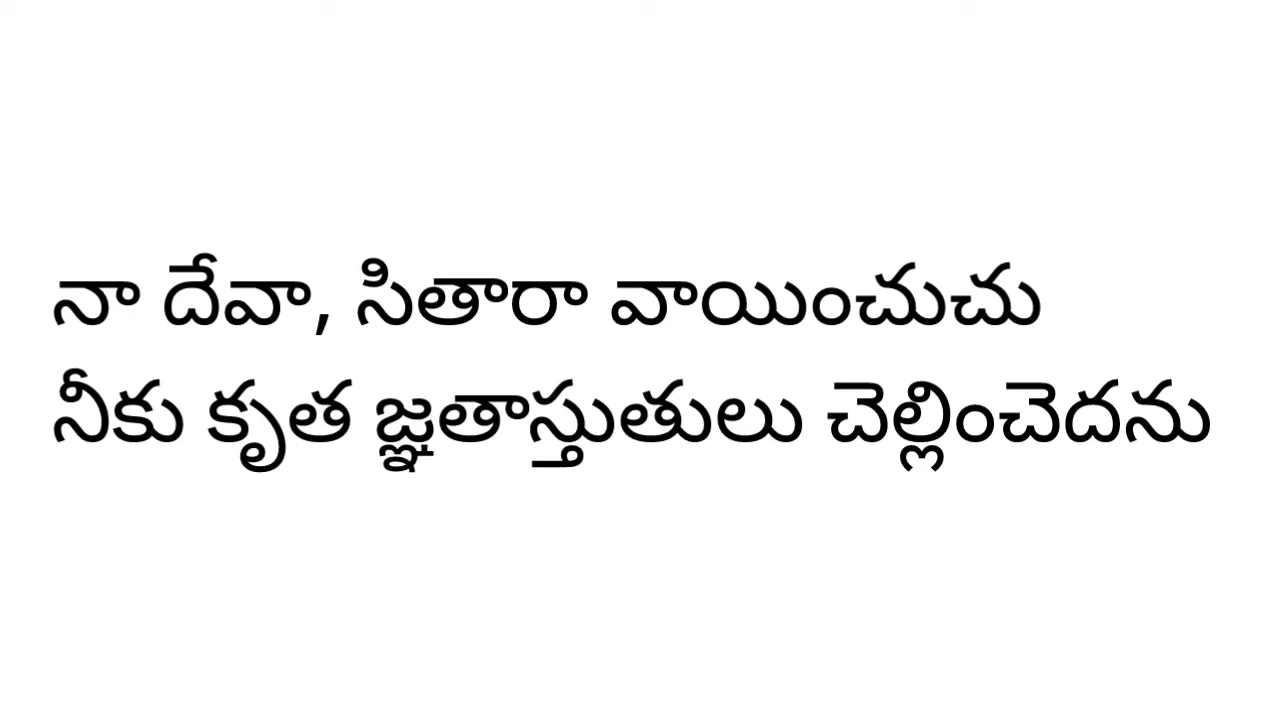 నా దేవా, సితారా వాయించుచు
నీకు కృత జ్ఞతాస్తుతులు చెల్లించెదను